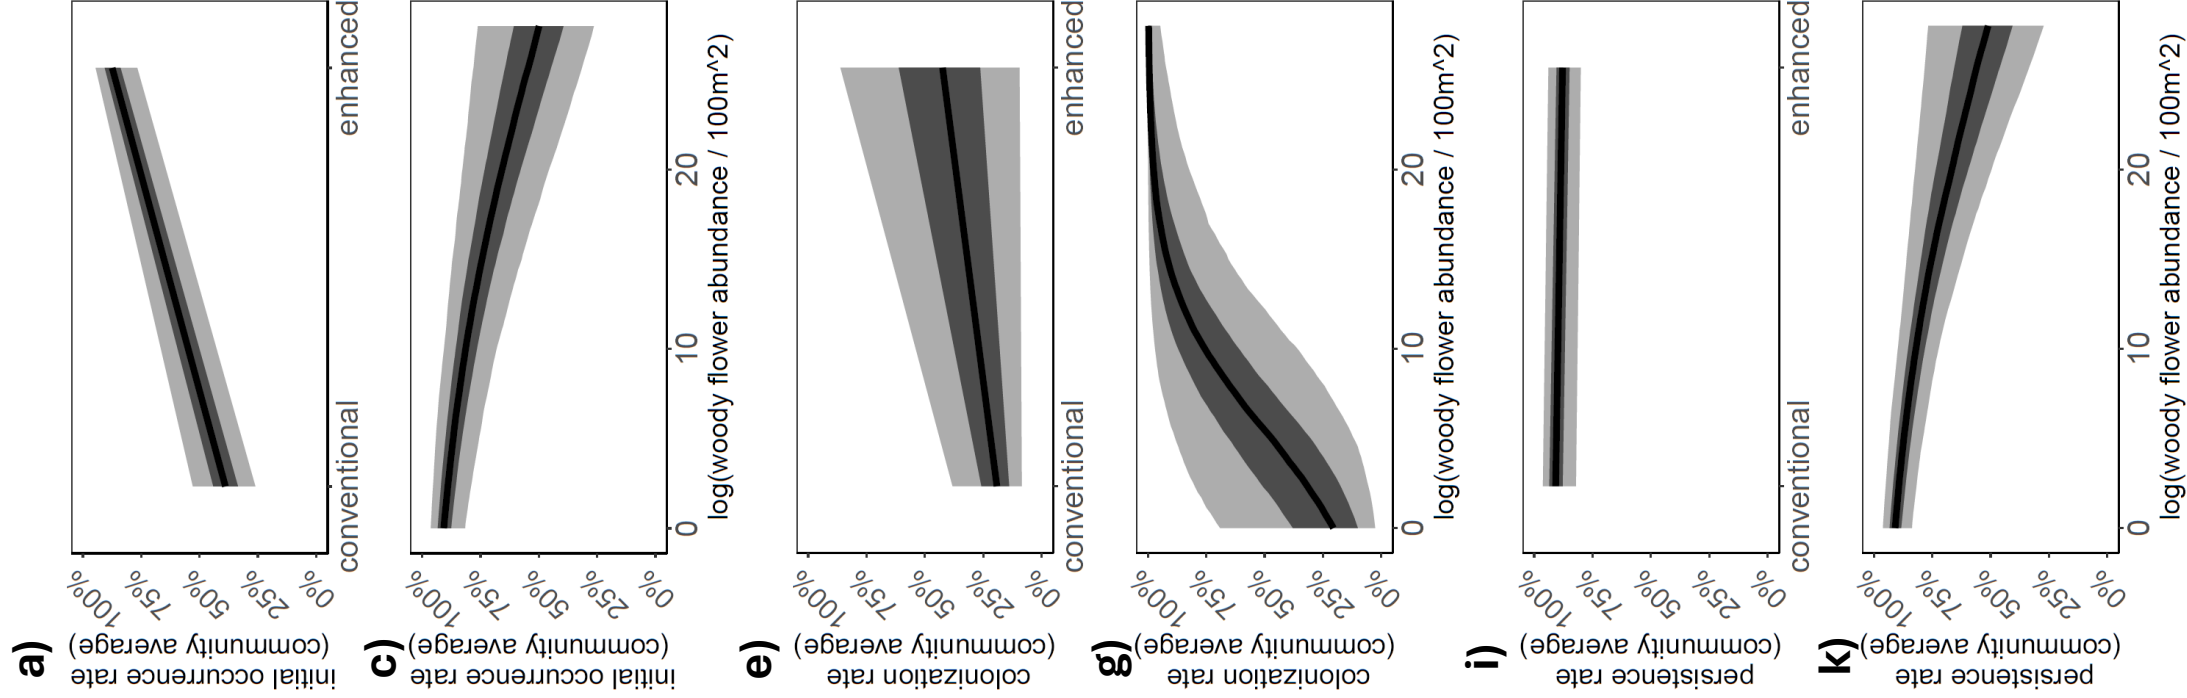 a)
initial occurrence rate
(community average)
100%
75%
50%
25%
0%
conventional
enhanced
c)
initial occurrence rate
(community average)
100%
75%
50%
25%
0%
0
10
20
log(woody flower abundance / 100m^2)
e)
colonization rate
(community average)
100%
75%
50%
25%
0%
conventional
enhanced
g)
colonization rate
(community average)
100%
75%
50%
25%
0%
0
10
20
log(woody flower abundance / 100m^2)
i)
persistence rate
(community average)
100%
75%
50%
25%
0%
conventional
enhanced
k)
persistence rate
(community average)
100%
75%
50%
25%
0%
0
10
20
log(woody flower abundance / 100m^2)